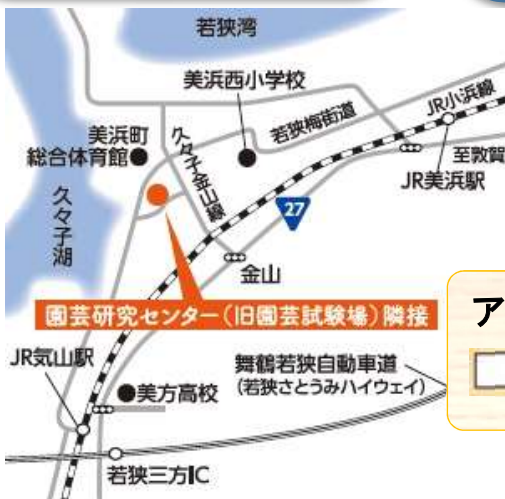 若狭湾
美浜西小学校
JR小浜線
若狭梅街道
美浜町
総合体育館
久々子金山線
至敦賀
JR美浜駅
久々子湖
27
金山
園芸研究センター(旧園芸試験場)隣接
ア
JR気山駅
舞鶴若狭自動車道
(若狭さとうみハイウェイ)
美方高校
若狭三方IC